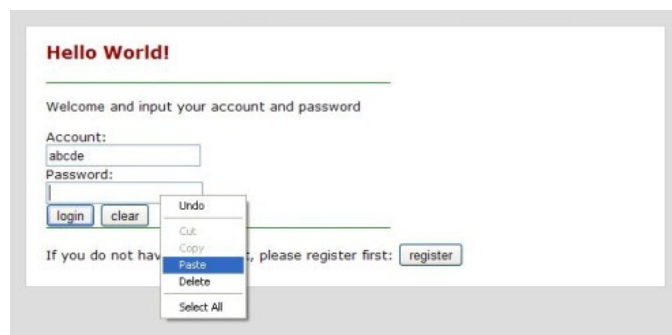 Hello World!
Welcome and input your account and password
Account:
abcde
Password:
login clear
Undo
Cut
Copy
Paste
Delete
Select All
If you do not hav , please register first: register